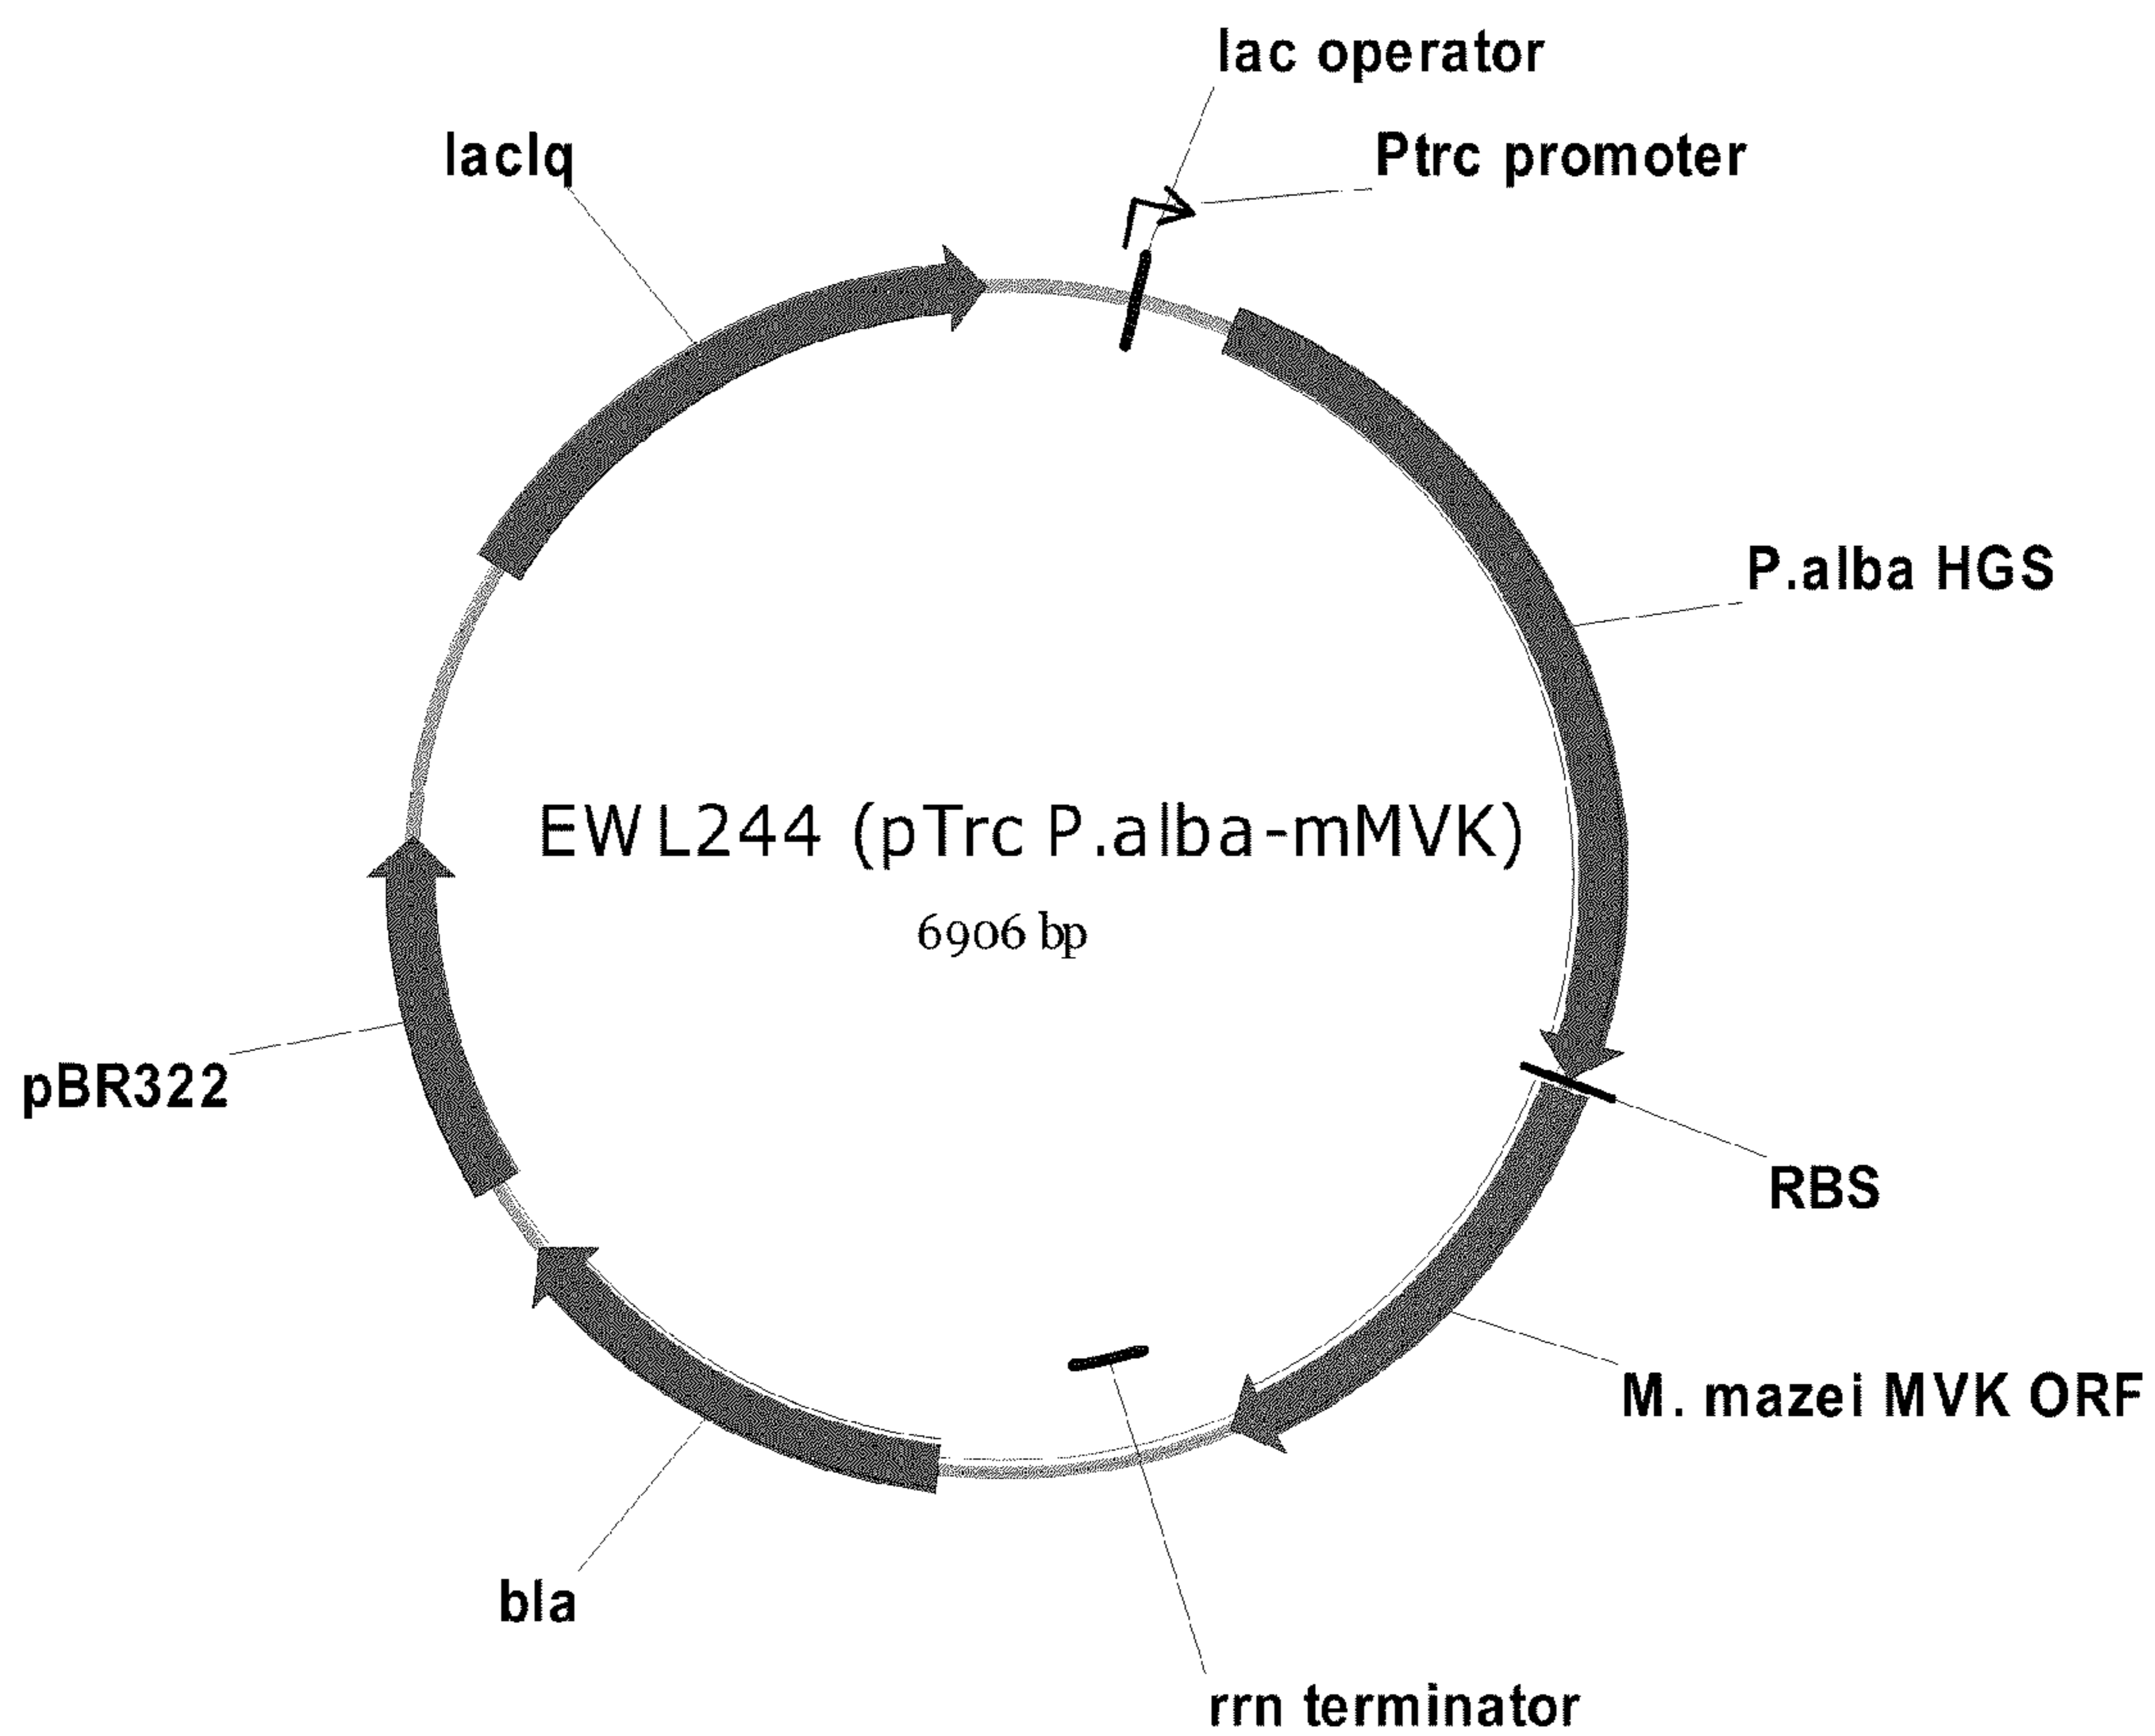 lac operator
lacIq
Ptrc promoter
P.alba HGS
EWL244 (pTrc P.alba-mMVK)
6906 bp
pBR322
RBS
M. mazei MVK ORF
bla
rrn terminator